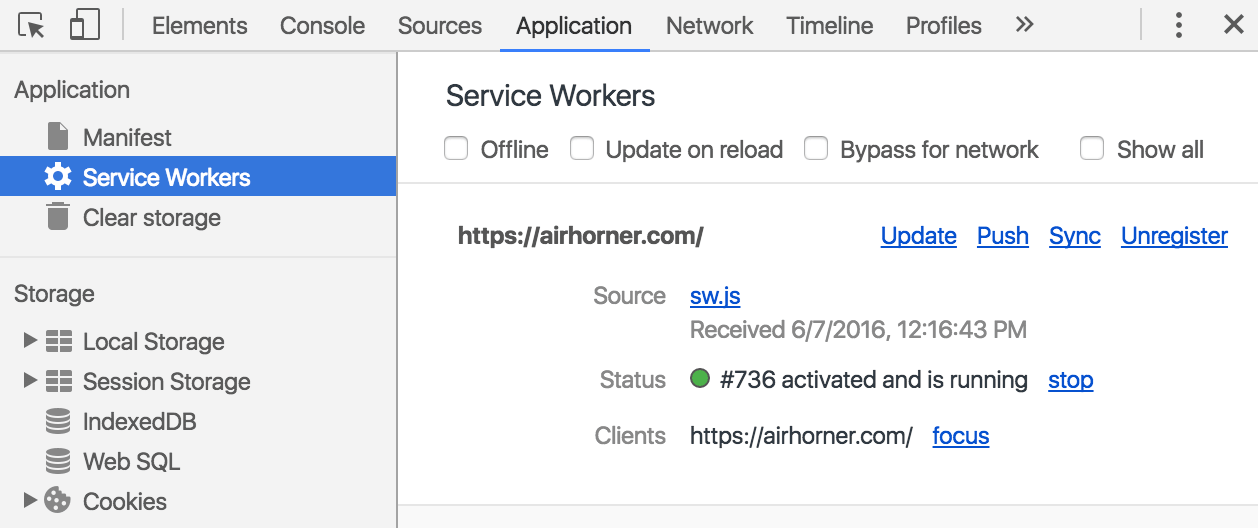 Elements Console Sources Application Network Timeline Profiles
Application
Manifest
Service Workers
Clear storage
Storage
Local Storage
Session Storage
IndexedDB
Web SQL
Cookies
Service Workers
Offline Update on reload Bypass for network Show all
https://airhorner.com/ Update Push Sync Unregister
Source sw.js
Received 6/7/2016, 12:16:43 PM
Status #736 activated and is running stop
Clients https://airhorner.com/ focus